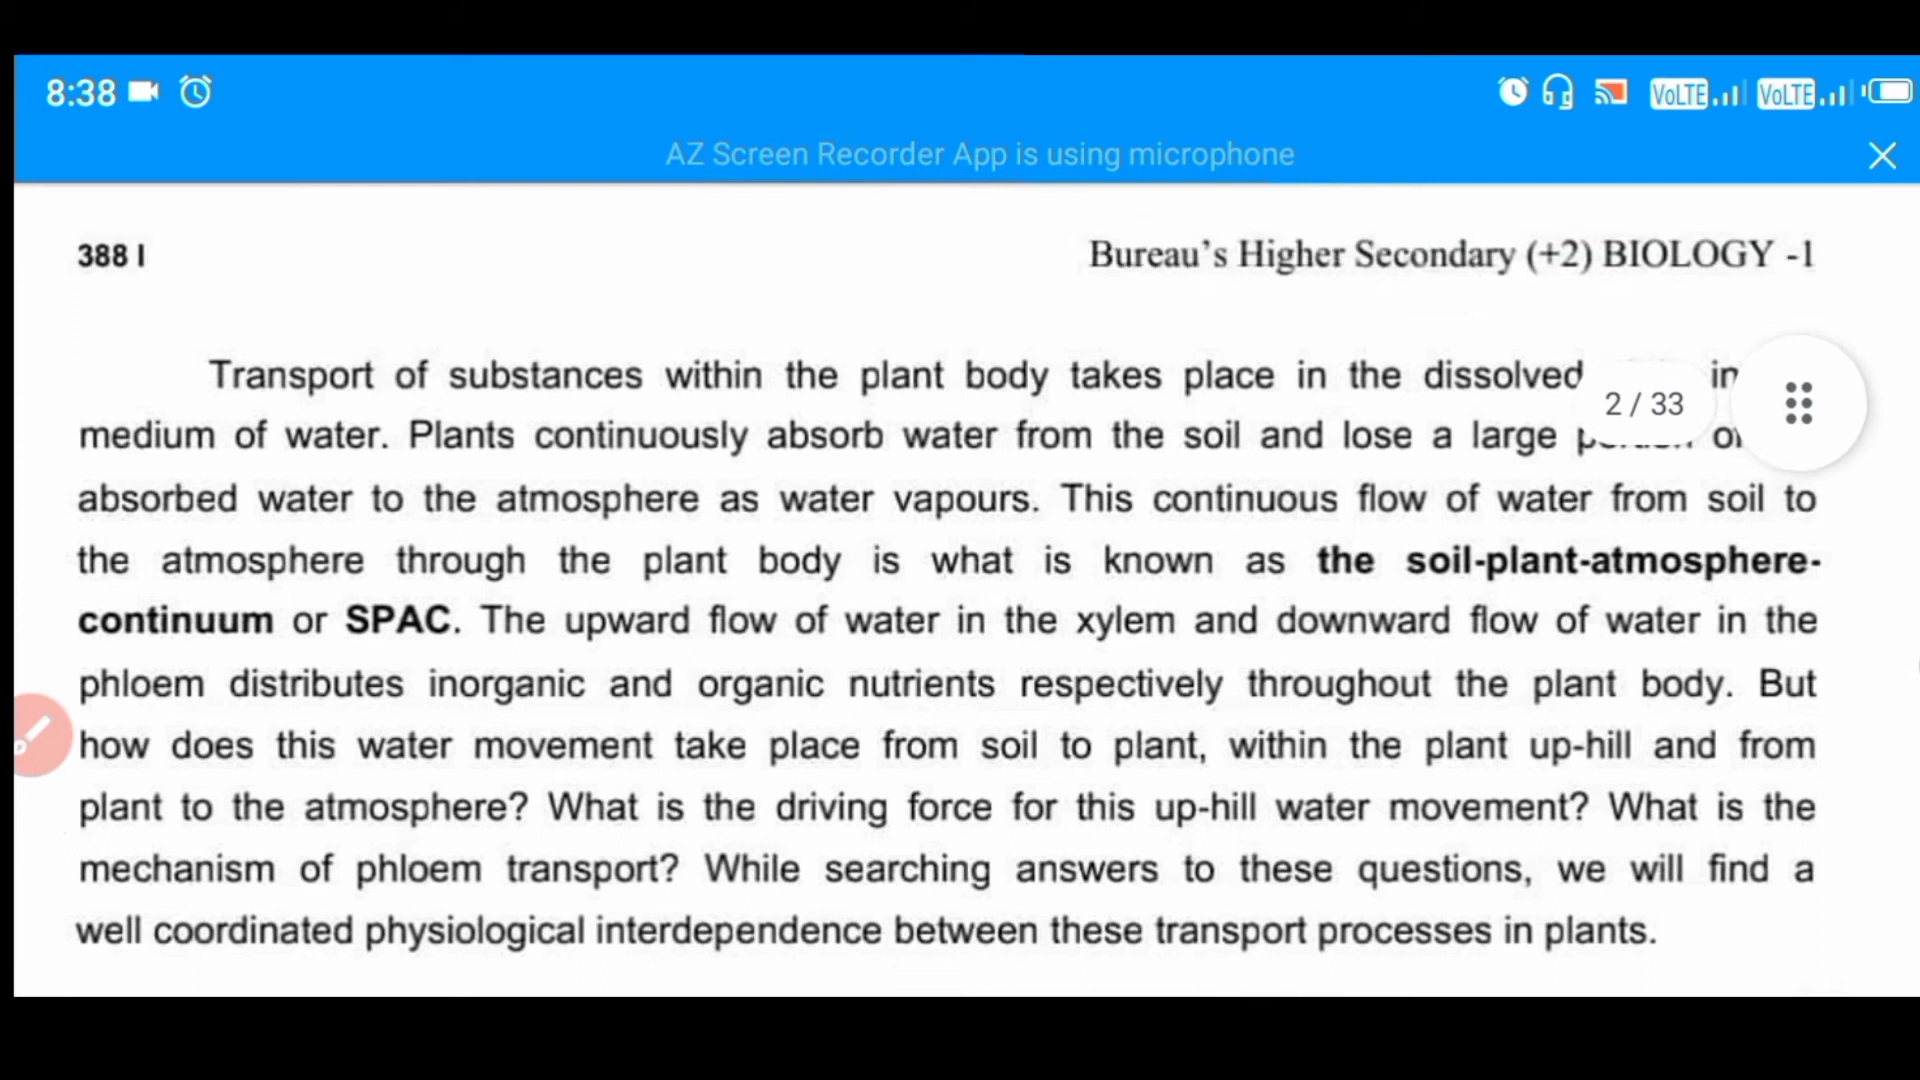 8:38
VoLTE VoLTE
AZ Screen Recorder App is using microphone
388 I
Bureau's Higher Secondary (+2) BIOLOGY -1
Transport of substances within the plant body takes place in the dissolved in
2 / 33
medium of water. Plants continuously absorb water from the soil and lose a large
absorbed water to the atmosphere as water vapours. This continuous flow of water from soil to
the atmosphere through the plant body is what is known as the soil-plant-atmosphere-
continuum or SPAC. The upward flow of water in the xylem and downward flow of water in the
phloem distributes inorganic and organic nutrients respectively throughout the plant body. But
how does this water movement take place from soil to plant, within the plant up-hill and from
plant to the atmosphere? What is the driving force for this up-hill water movement? What is the
mechanism of phloem transport? While searching answers to these questions, we will find a
well coordinated physiological interdependence between these transport processes in plants.